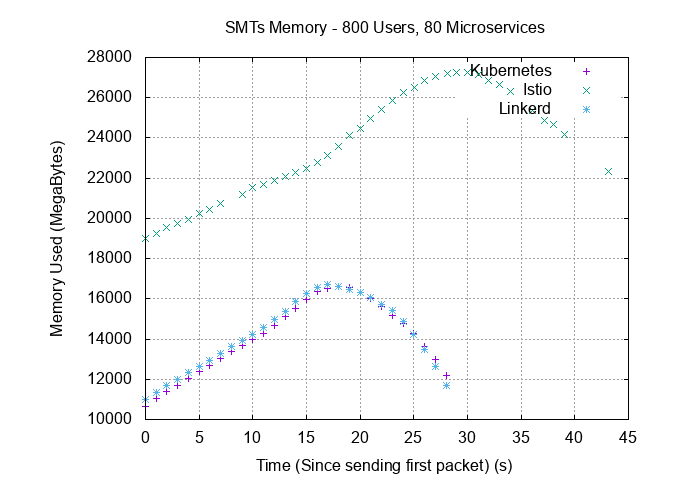 SMTs Memory - 800 Users, 80 Microservices
28000
26000
24000
22000
20000
18000
16000
14000
12000
10000
Memory Used (MegaBytes)
Kubernetes
Istio
Linkerd
0 5 10 15 20 25 30 35 40 45
Time (Since sending first packet) (s)